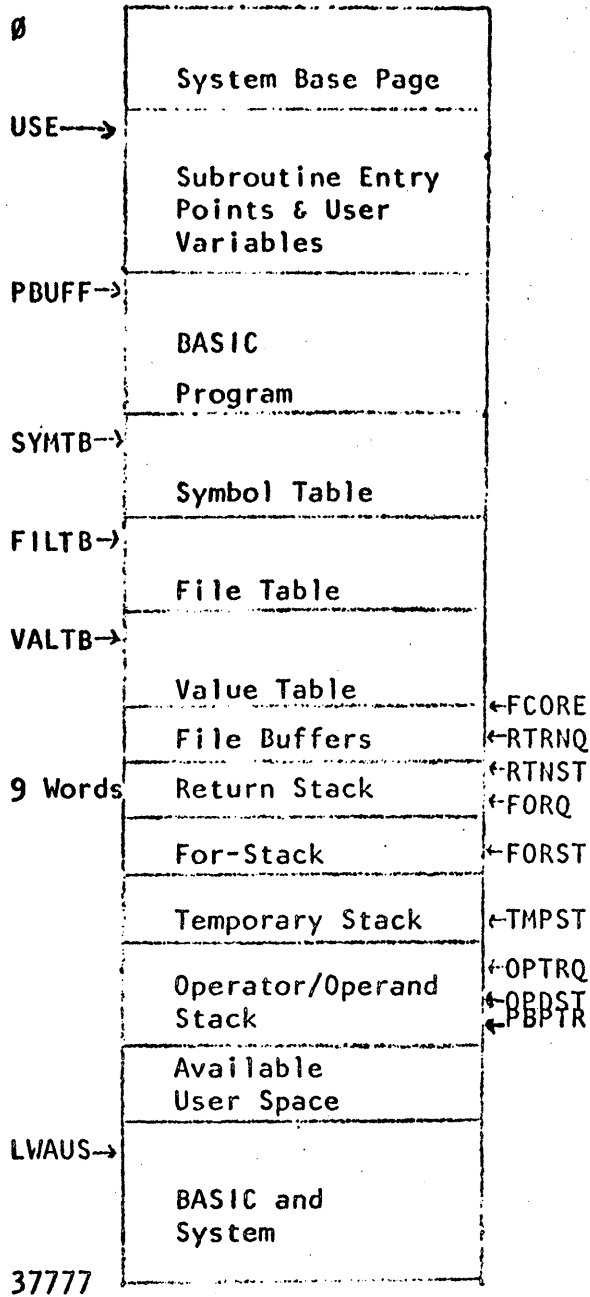 Ø
System Base Page
USE→
Subroutine Entry
Points & User
Variables
PBUFF→
BASIC
Program
SYMTB→
Symbol Table
FILTB→
File Table
VALTB→
Value Table
←FCORE
File Buffers
←RTRNQ
←RTNST
9 Words
Return Stack
←FORQ
For-Stack
←FORST
Temporary Stack
←TMPST
←OPTRQ
Operator/Operand
←OPDST
Stack
←PBPTR
Available
User Space
LWAUS→
BASIC and
System
37777